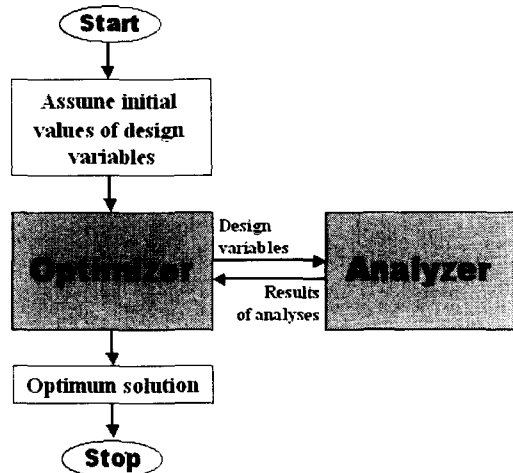 Start
Assume initial
values of design
variables
Design
variables
Optimizer
Analyzer
Results
of analyses
Optimum solution
Stop